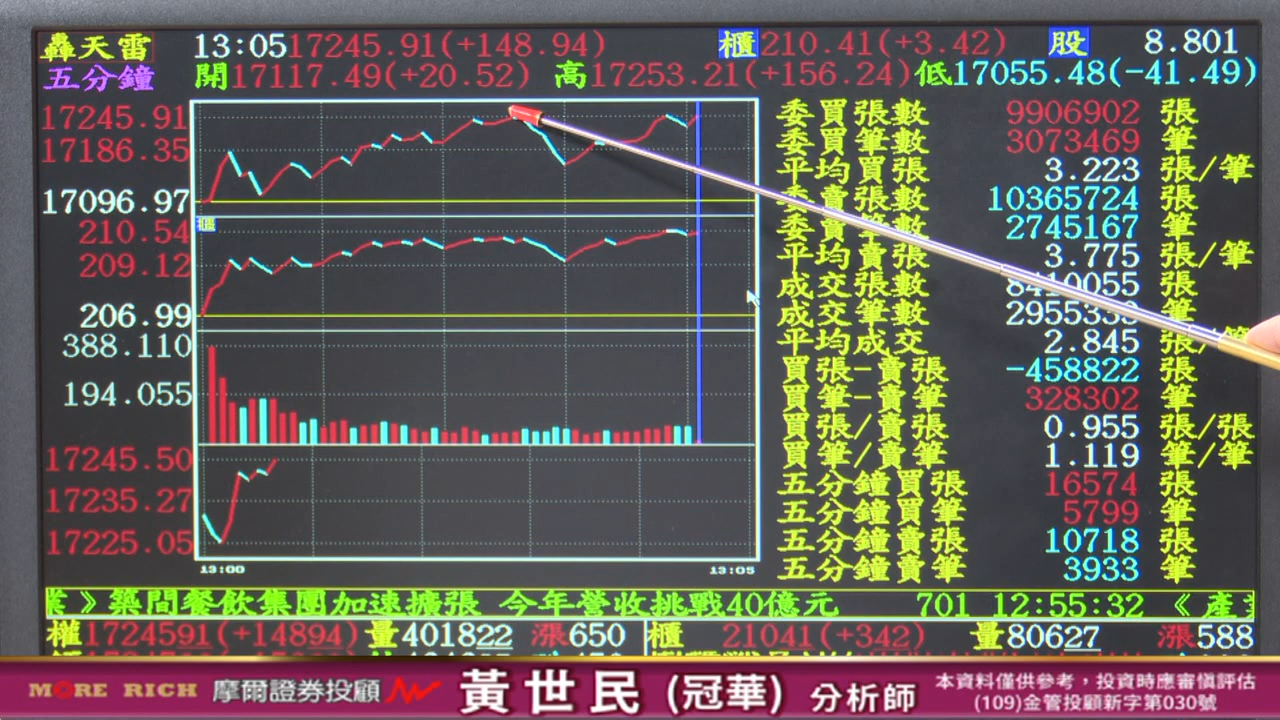 轟天雷 13:05 17245.91(+148.94) 櫃 210.41(+3.42) 股 8.801
五分鐘 開17117.49(+20.52) 高17253.21(+156.24) 低17055.48(-41.49)
17245.91
17186.35
17096.97
櫃
210.54
209.12
206.99
388.110
194.055
17245.50
17235.27
17225.05
13:00 13:05
委買張數 9906902 張
委買筆數 3073469 筆
平均買張 3.223 張/筆
委賣張數 10365724 張
委賣筆數 2745167 筆
平均賣張 3.775 張/筆
成交張數 8410055 張
成交筆數 295533 筆
平均成交 2.845 張/筆
買張-賣張 -458822 張
買筆-賣筆 328302 筆
買張/賣張 0.955 張/張
買筆/賣筆 1.119 筆/筆
五分鐘買張 16574 張
五分鐘買筆 5799 筆
五分鐘賣張 10718 張
五分鐘賣筆 3933 筆
》築間餐飲集團加速擴張 今年營收挑戰40億元 701 12:55:32 《產
權1724591(+14894) 量401822 漲650 櫃 21041(+342) 量80627 漲588
MORE RICH 摩爾證券投顧 黃世民(冠華) 分析師
本資料僅供參考，投資時應審慎評估
(109)金管投顧新字第030號